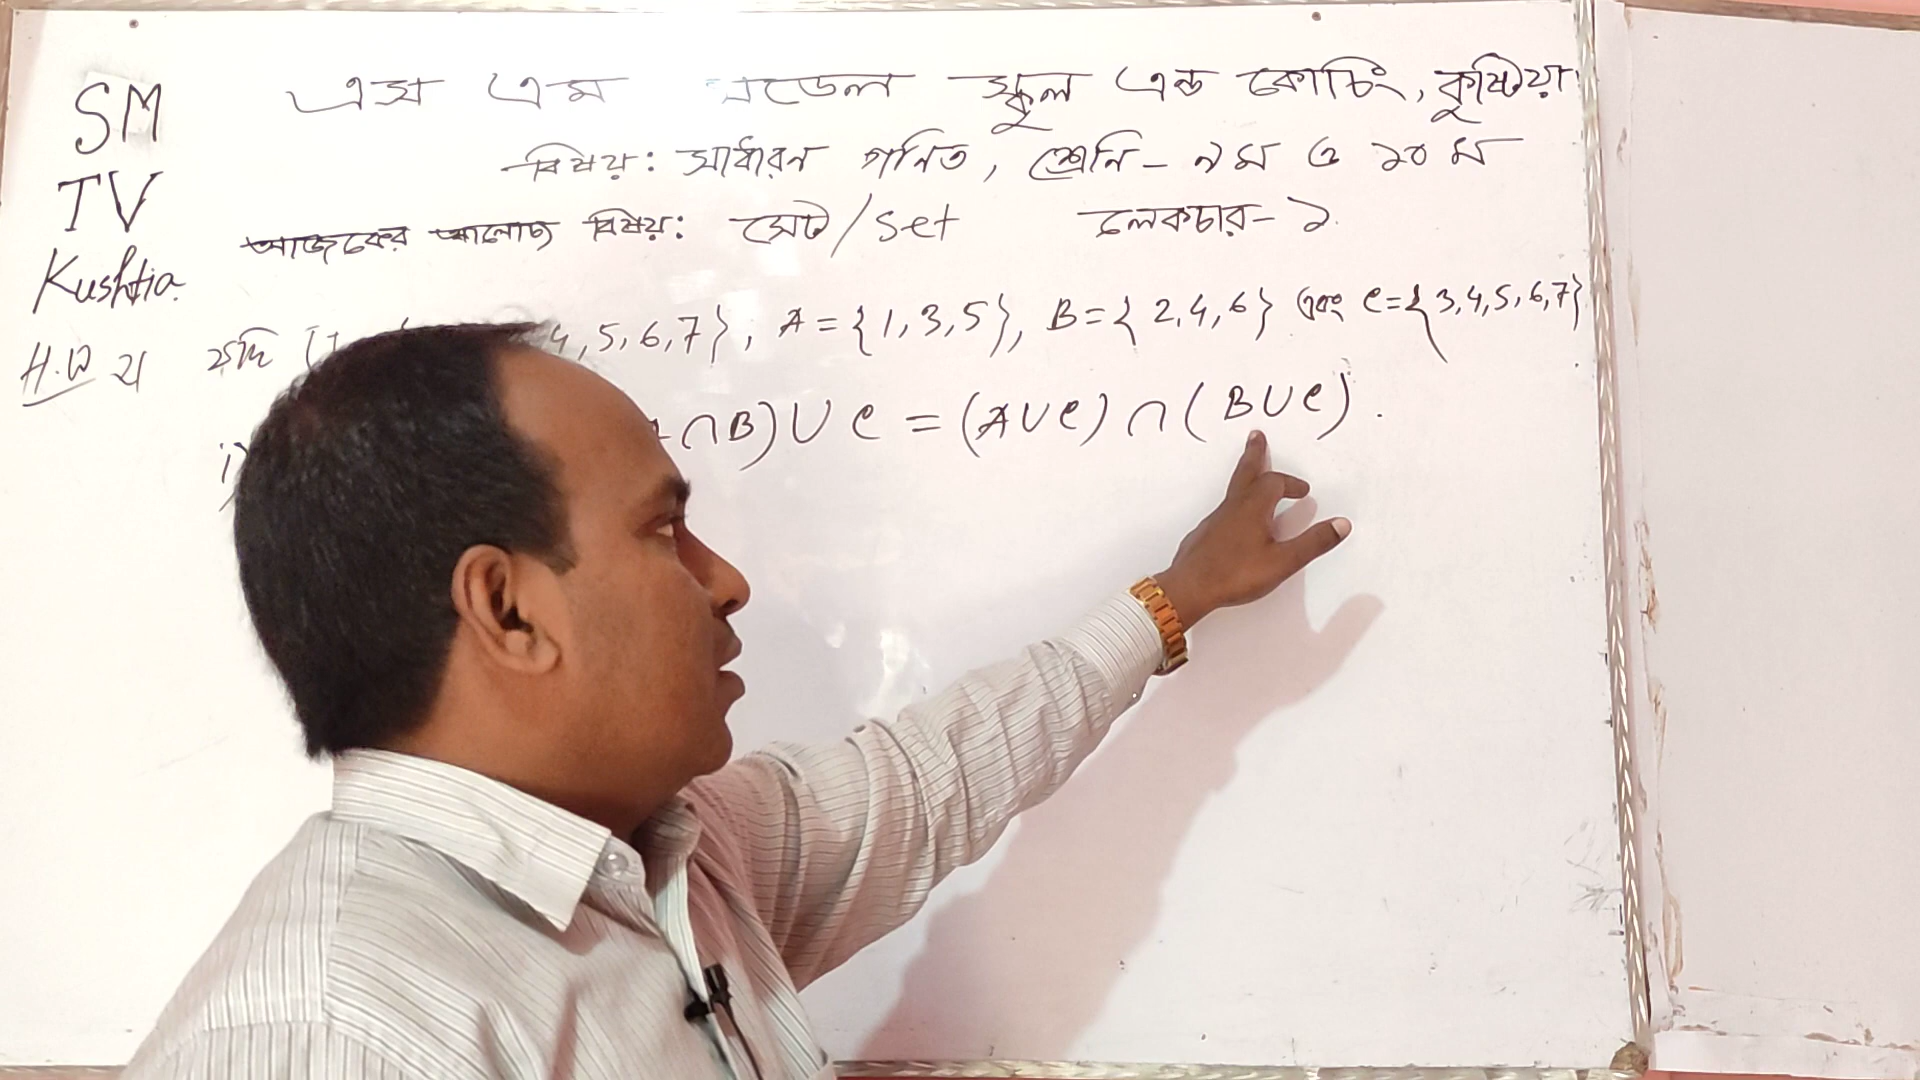 SM
TV
Kushtia
এস এম মডেল স্কুল এন্ড কোচিং, কুষ্টিয়া
বিষয়: সাধারন গনিত, শ্রেনি- ৯ম ও ১০ম
আজকের আলোচ বিষয়: সেট/set লেকচার- ১
H.W ২। যদি 4,5,6,7}, A={1,3,5}, B={2,4,6} এবং C={3,4,5,6,7}
i) ∩B)∪C = (A∪C)∩(B∪C).